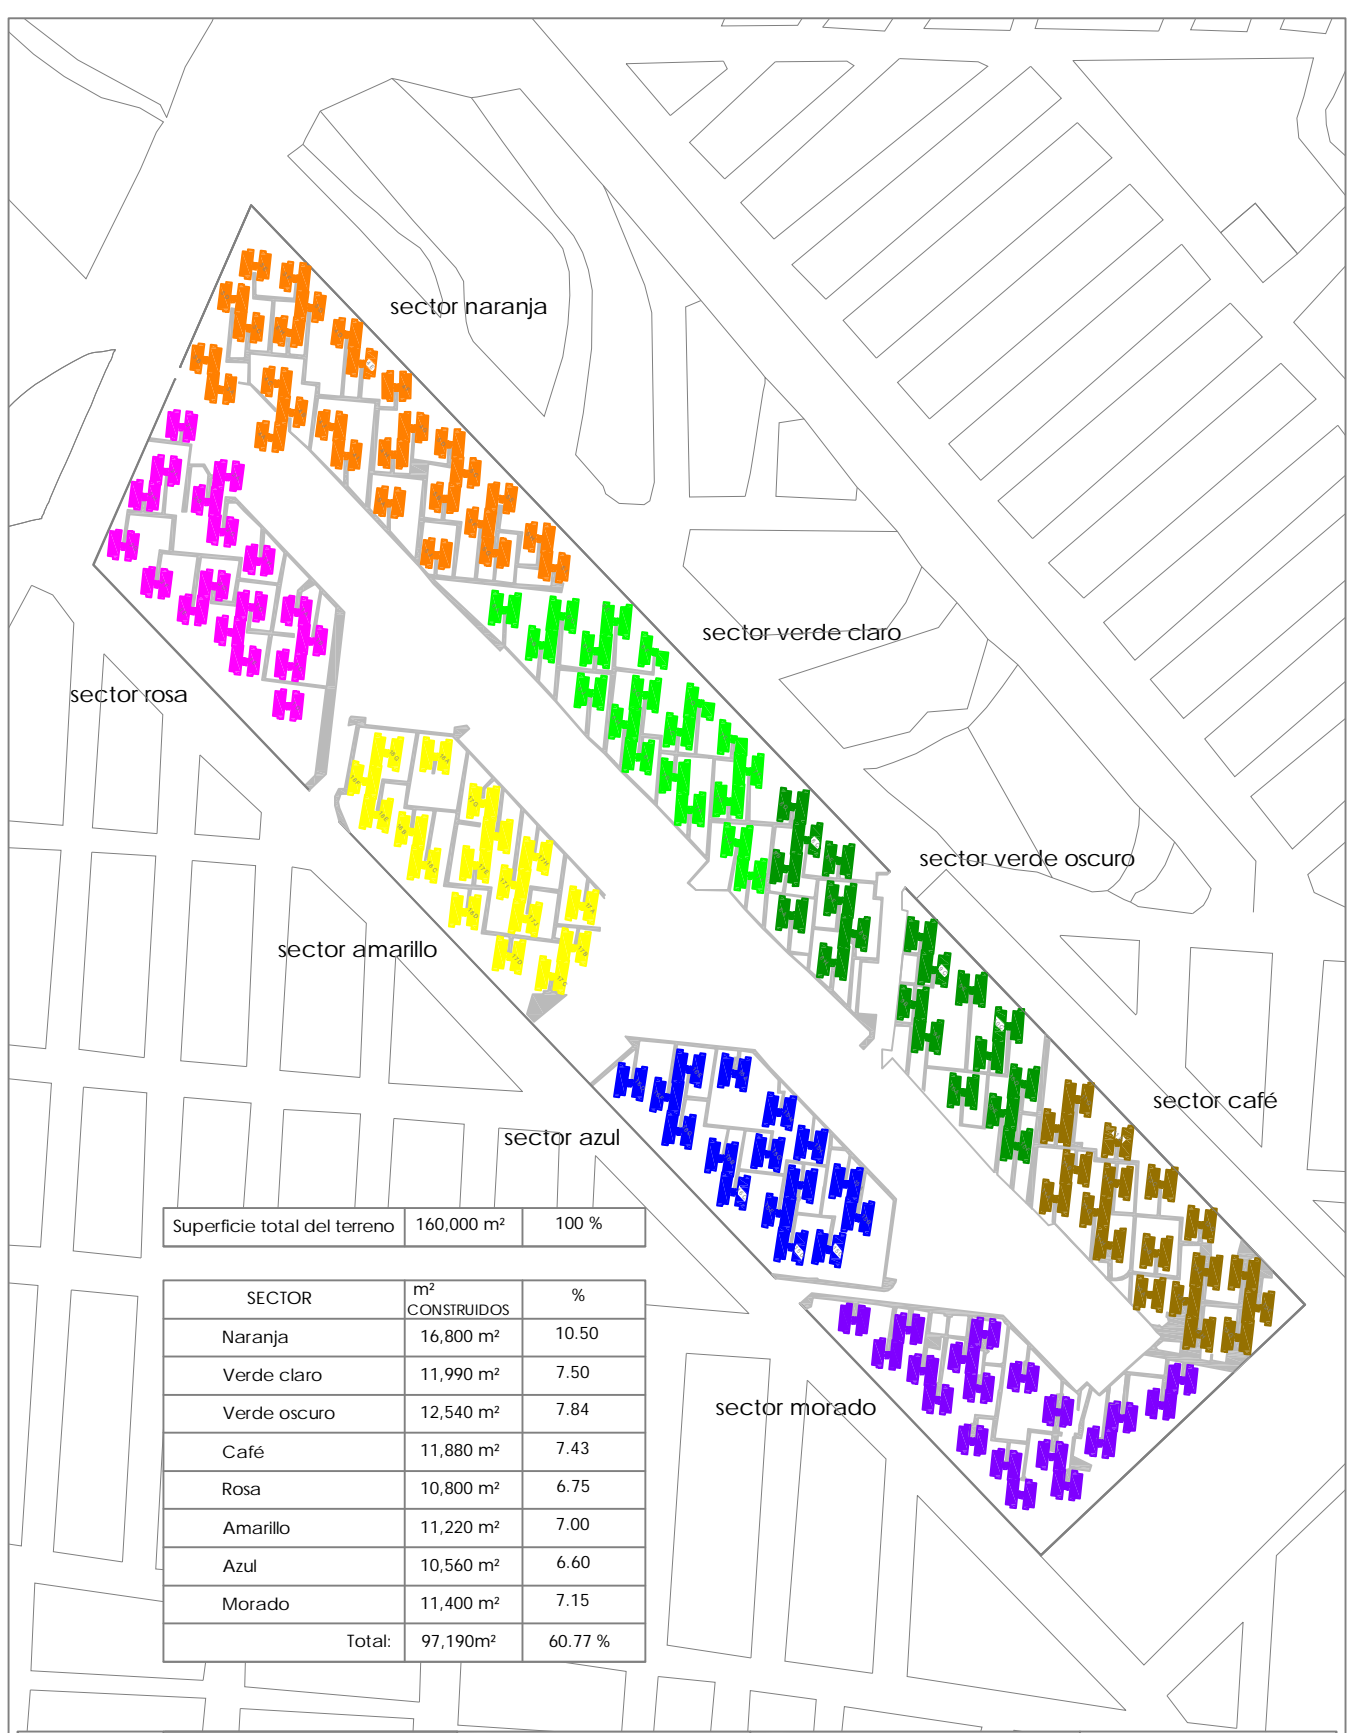 sector naranja
sector verde claro
sector rosa
sector verde oscuro
sector amarillo
sector café
sector azul
Superficie total del terreno 160,000 m² 100 %
SECTOR m² CONSTRUIDOS %
Naranja 16,800 m² 10.50
Verde claro 11,990 m² 7.50
Verde oscuro 12,540 m² 7.84
sector morado
Café 11,880 m² 7.43
Rosa 10,800 m² 6.75
Amarillo 11,220 m² 7.00
Azul 10,560 m² 6.60
Morado 11,400 m² 7.15
Total: 97,190m² 60.77 %